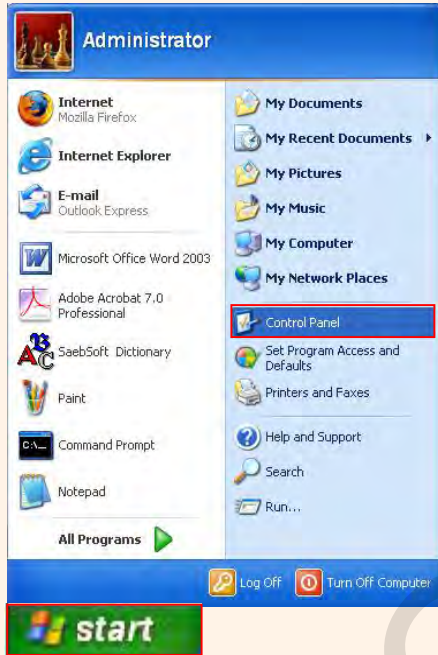 Administrator
Internet
Mozilla Firefox
Internet Explorer
E-mail
Outlook Express
Microsoft Office Word 2003
Adobe Acrobat 7.0
Professional
SaebSoft Dictionary
Paint
Command Prompt
Notepad
All Programs
My Documents
My Recent Documents
My Pictures
My Music
My Computer
My Network Places
Control Panel
Set Program Access and
Defaults
Printers and Faxes
Help and Support
Search
Run...
Log Off
Turn Off Computer
start